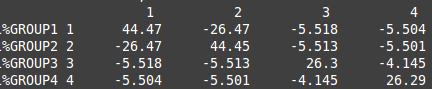 1 2 3 4
%GROUP1 1 44.47 -26.47 -5.518 -5.504
%GROUP2 2 -26.47 44.45 -5.513 -5.501
%GROUP3 3 -5.518 -5.513 26.3 -4.145
%GROUP4 4 -5.504 -5.501 -4.145 26.29